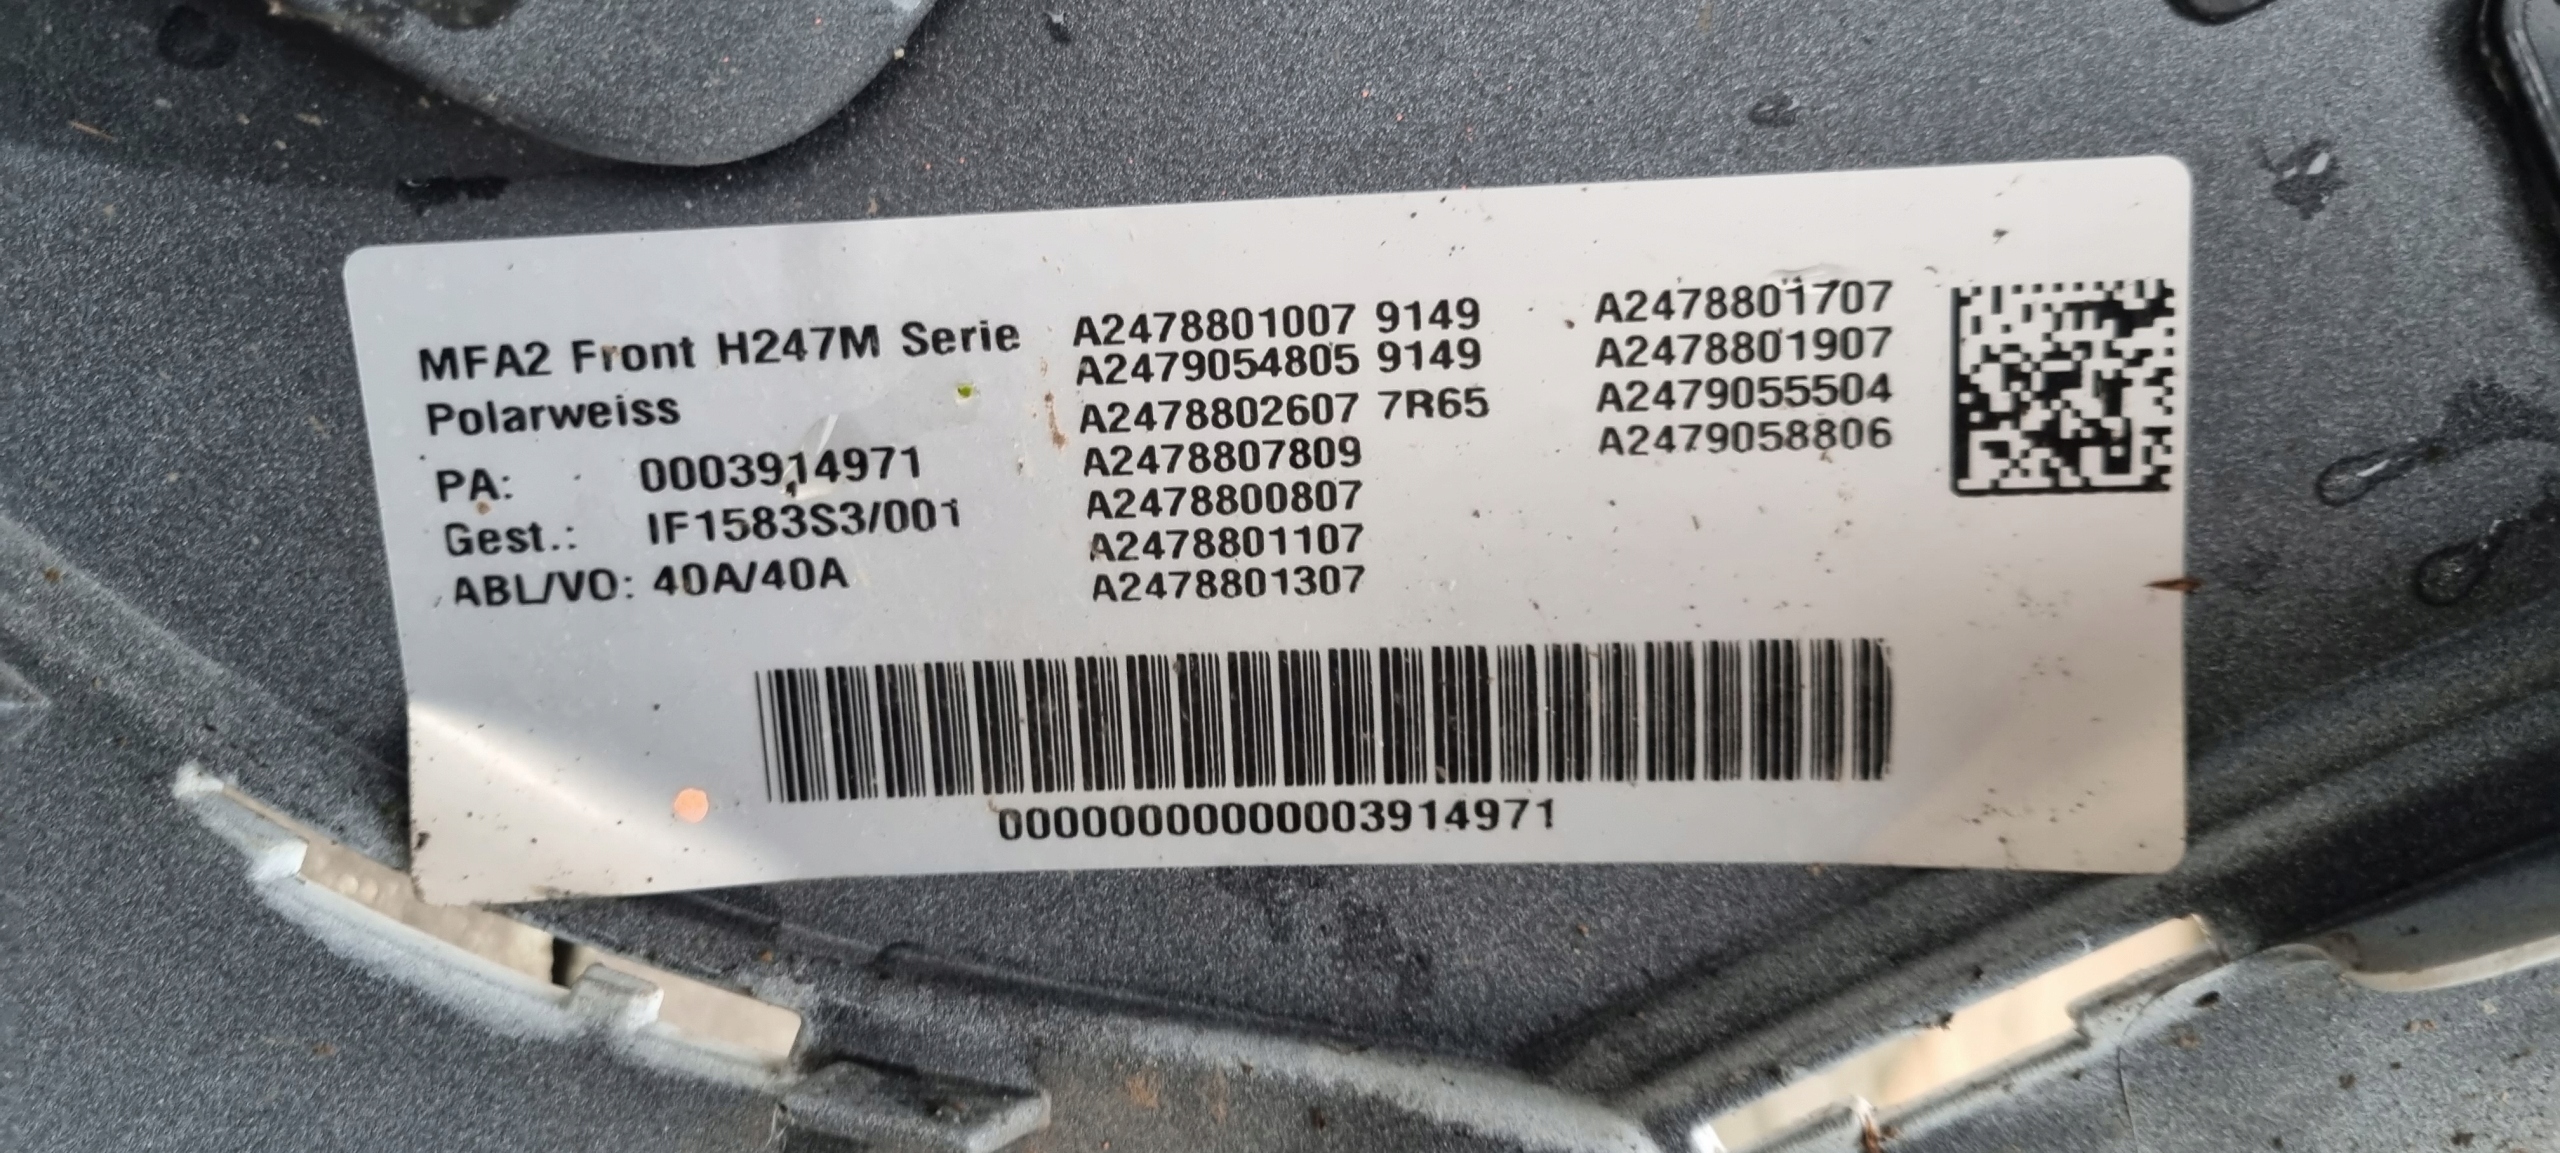 MFA2 Front H247M Serie
Polarweiss
PA: 0003914971
Gest.: IF1583S3/001
ABL/VO: 40A/40A
A2478801007 9149
A2479054805 9149
A2478802607 7R65
A2478807809
A2478800807
A2478801107
A2478801307
A2478801707
A2478801907
A2479055504
A2479058806
000000000000003914971